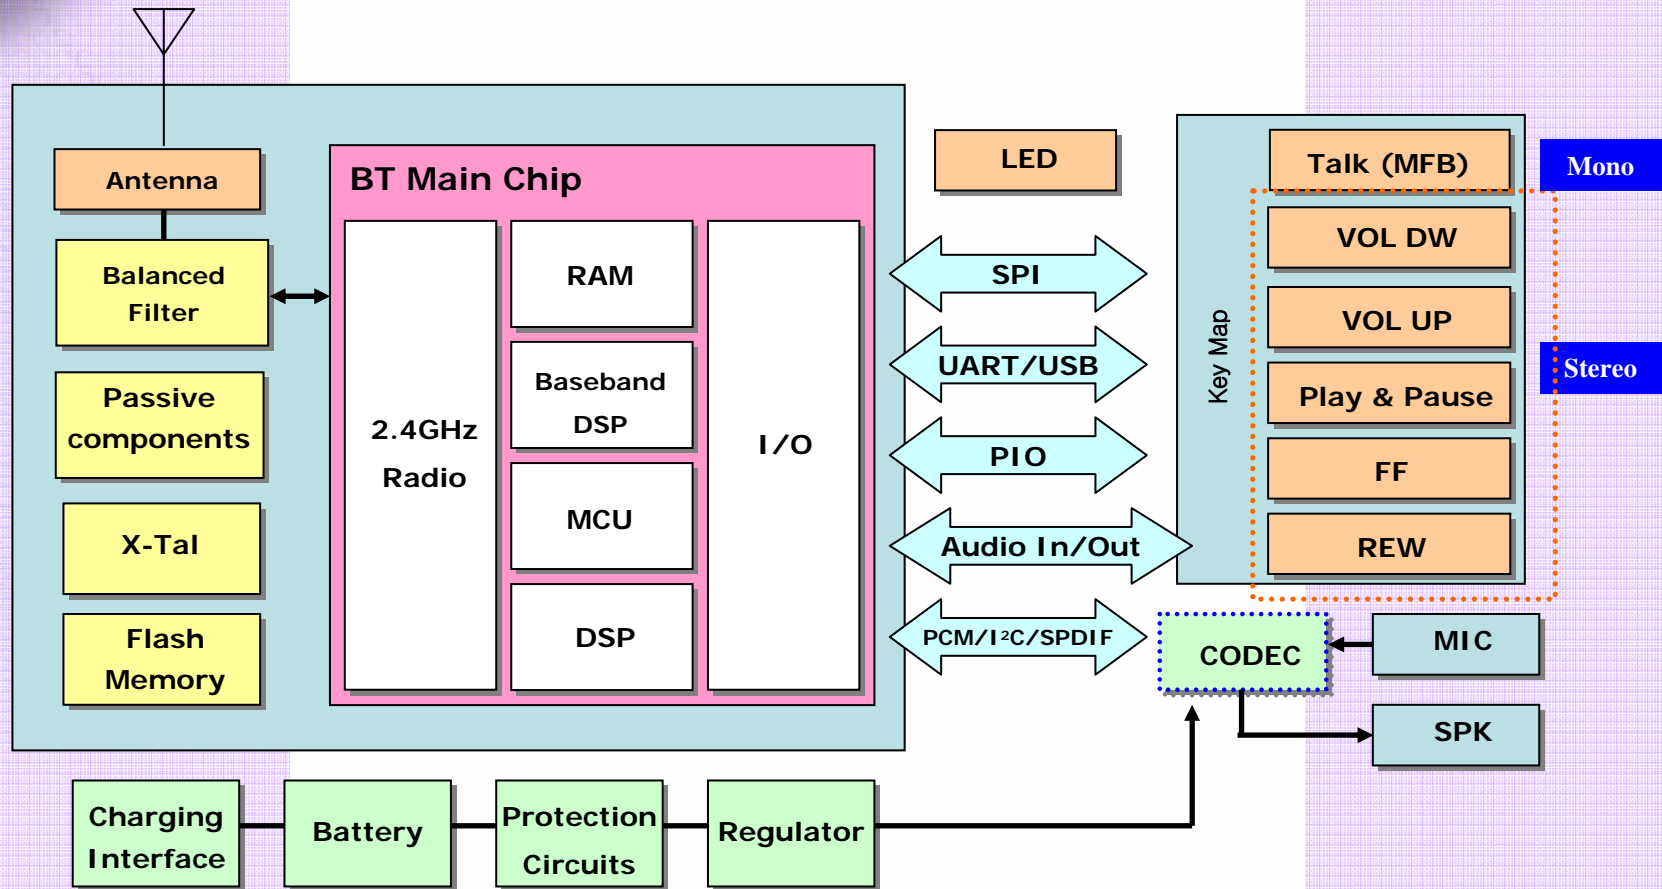 Antenna
Balanced
Filter
Passive
components
X-Tal
Flash
Memory
BT Main Chip
2.4GHz
Radio
RAM
Baseband
DSP
MCU
DSP
I/O
LED
SPI
UART/USB
PIO
Audio In/Out
PCM/I²C/SPDIF
Key Map
Talk (MFB)
VOL DW
VOL UP
Play & Pause
FF
REW
Mono
Stereo
CODEC
MIC
SPK
Charging
Interface
Battery
Protection
Circuits
Regulator